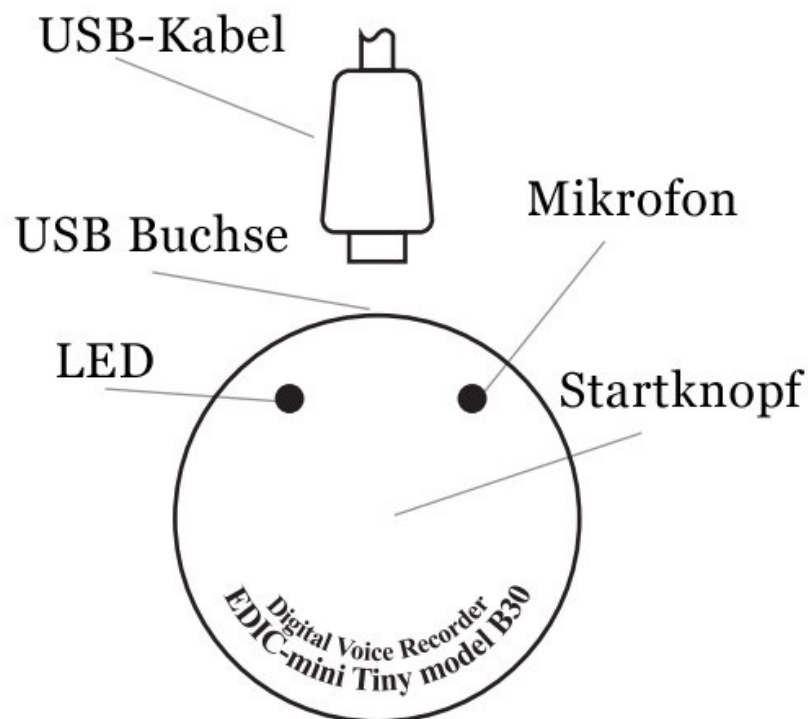 USB-Kabel
Mikrofon
USB Buchse
LED
Startknopf
Digital Voice Recorder
EDIC-mini Tiny model B30